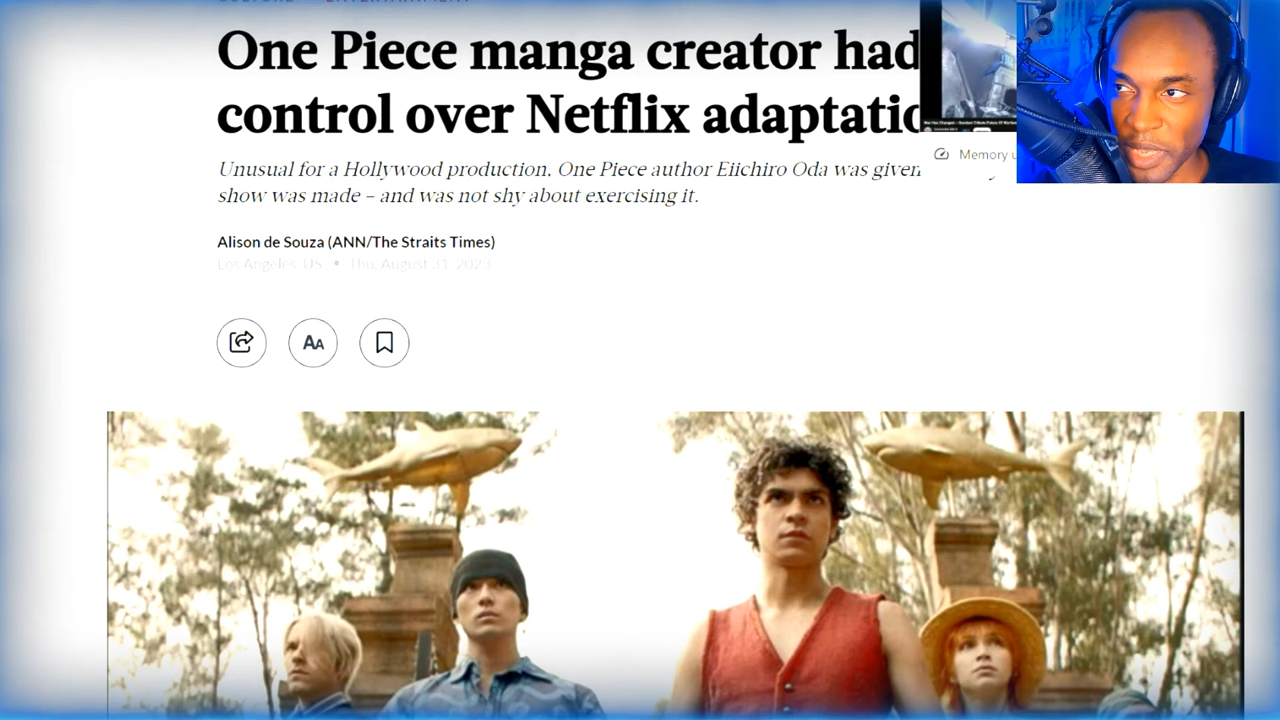 One Piece manga creator had
control over Netflix adaptatio
Unusual for a Hollywood production, One Piece author Eiichiro Oda was given
show was made – and was not shy about exercising it.
Memory u
Alison de Souza (ANN/The Straits Times)
Los Angeles, US • Thu, August 31, 2023
AA